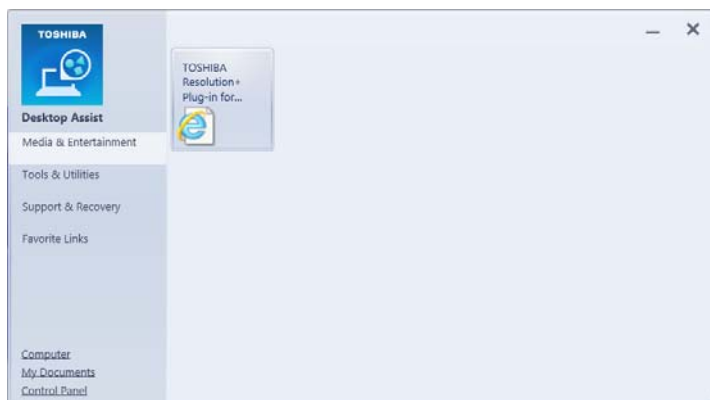 TOSHIBA
Desktop Assist
Media & Entertainment
Tools & Utilities
Support & Recovery
Favorite Links
Computer
My Documents
Control Panel
TOSHIBA
Resolution+
Plug-in for...